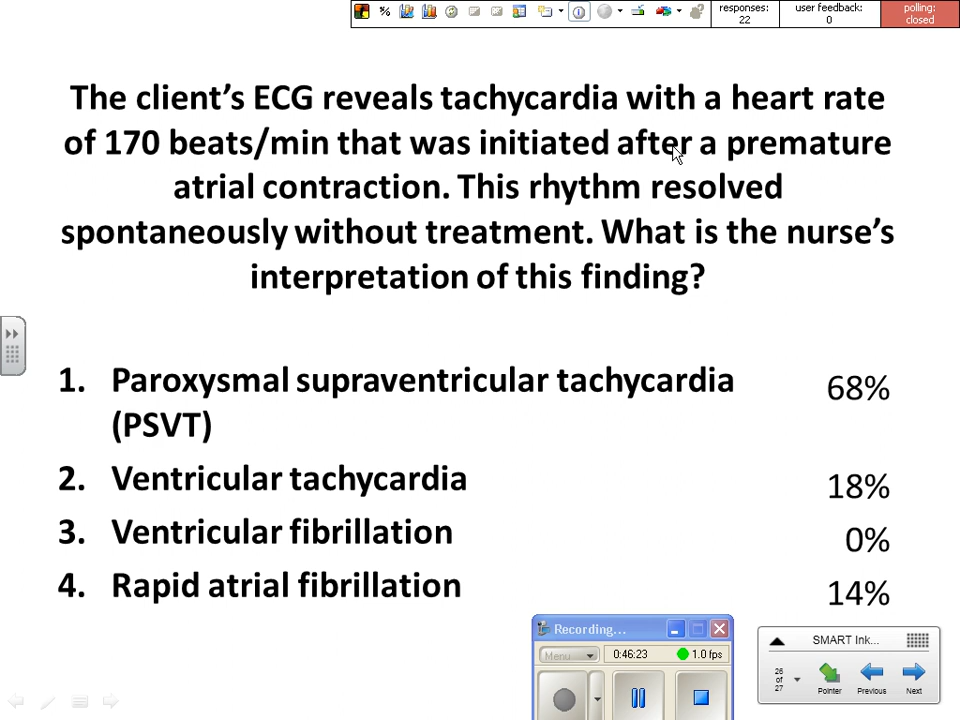 responses:
22
user feedback:
0
polling:
closed
%
The client's ECG reveals tachycardia with a heart rate
of 170 beats/min that was initiated after a premature
atrial contraction. This rhythm resolved
spontaneously without treatment. What is the nurse's
interpretation of this finding?
1. Paroxysmal supraventricular tachycardia
(PSVT)
68%
2. Ventricular tachycardia 18%
3. Ventricular fibrillation 0%
4. Rapid atrial fibrillation 14%
Recording...
Menu
0:46:23
1.0 fps
SMART Ink...
26
of
27
Pointer
Previous
Next